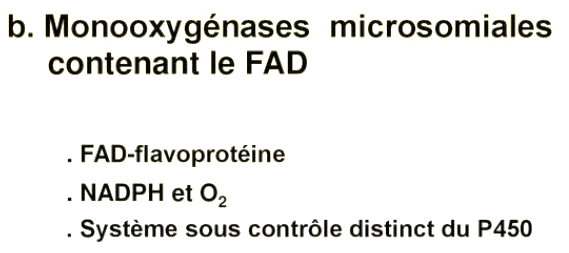 b. Monooxygénases microsomiales
contenant le FAD
. FAD-flavoprotéine
. NADPH et O₂
. Système sous contrôle distinct du P450